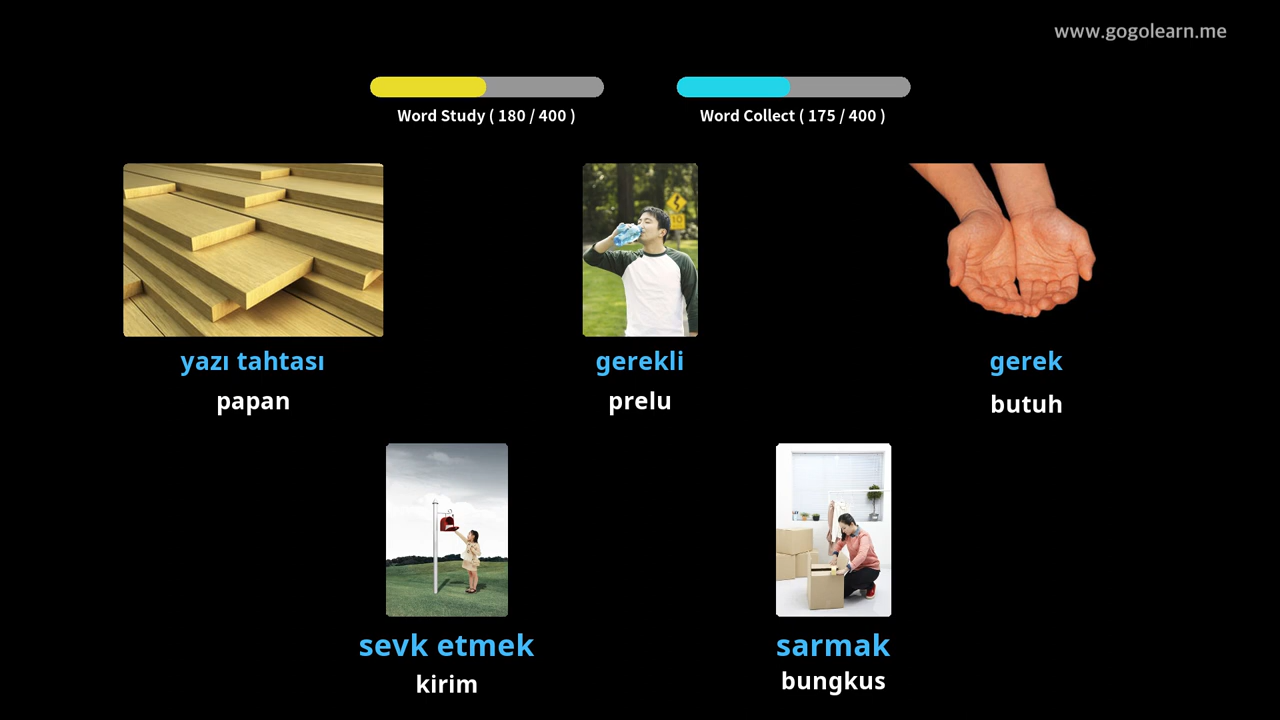 www.gogolearn.me
Word Study ( 180 / 400 )
Word Collect ( 175 / 400 )
yazı tahtası
gerekli
gerek
papan
prelu
butuh
sevk etmek
sarmak
kirim
bungkus